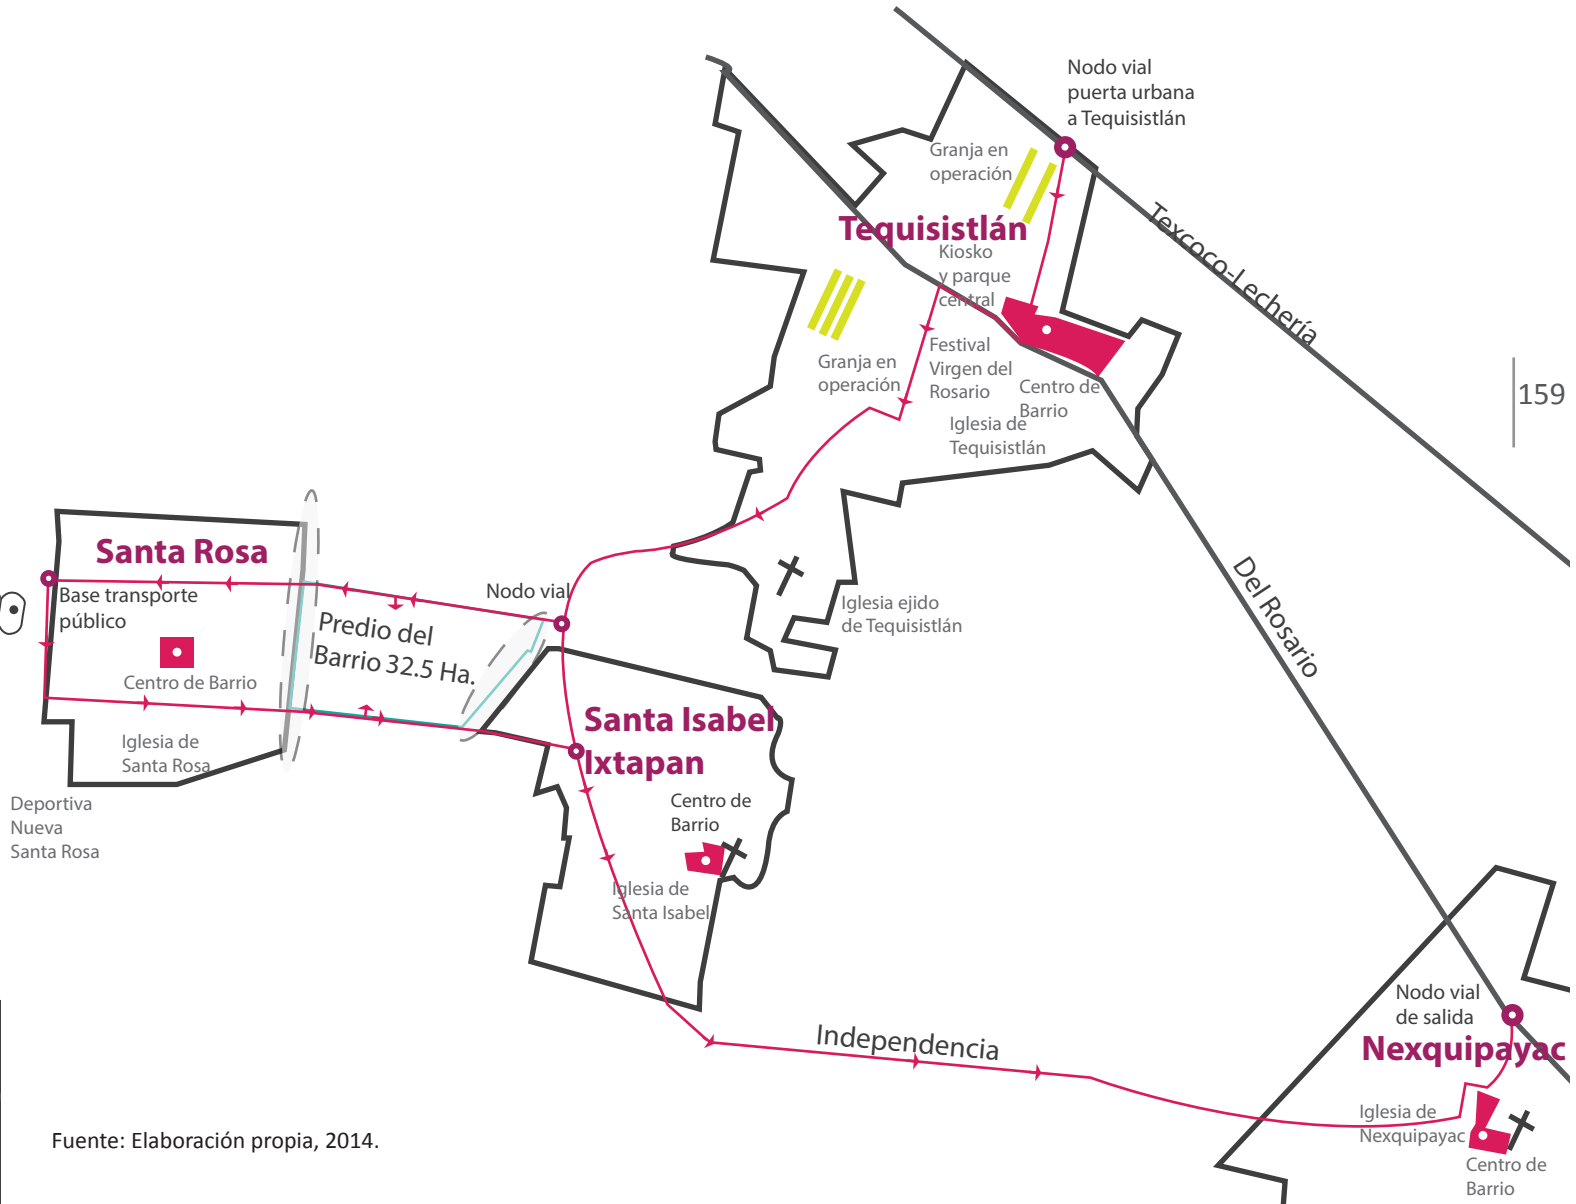 Nodo vial
puerta urbana
a Tequisistlán
Granja en
operación
Texcoco-Lechería
Tequisistlán
Kiosko
y parque
central
Granja en
operación
Festival
Virgen del
Rosario
Centro de
Barrio
Iglesia de
Tequisistlán
159
Santa Rosa
Base transporte
público
Nodo vial
Predio del
Barrio 32.5 Ha.
Centro de Barrio
Iglesia de
Santa Rosa
Deportiva
Nueva
Santa Rosa
Iglesia ejido
de Tequisistlán
Del Rosario
Santa Isabel
Ixtapan
Centro de
Barrio
Iglesia de
Santa Isabel
Independencia
Nodo vial
de salida
Nexquipayac
Iglesia de
Nexquipayac
Centro de
Barrio
Fuente: Elaboración propia, 2014.